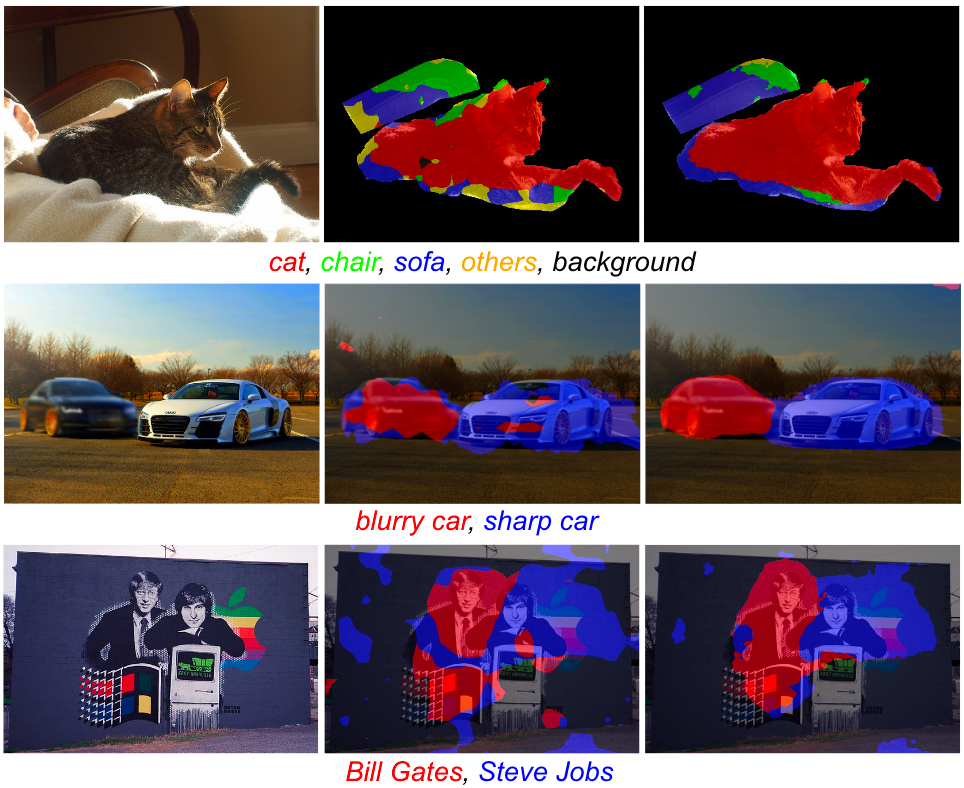 cat, chair, sofa, others, background
blurry car, sharp car
Bill Gates, Steve Jobs